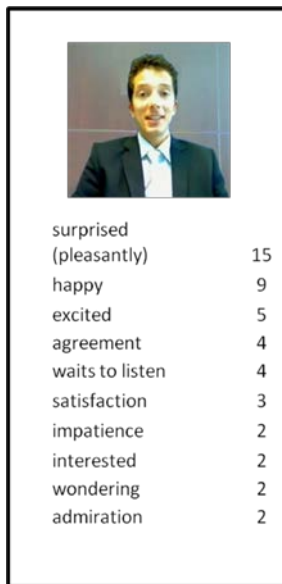 surprised
(pleasantly) 15
happy 9
excited 5
agreement 4
waits to listen 4
satisfaction 3
impatience 2
interested 2
wondering 2
admiration 2